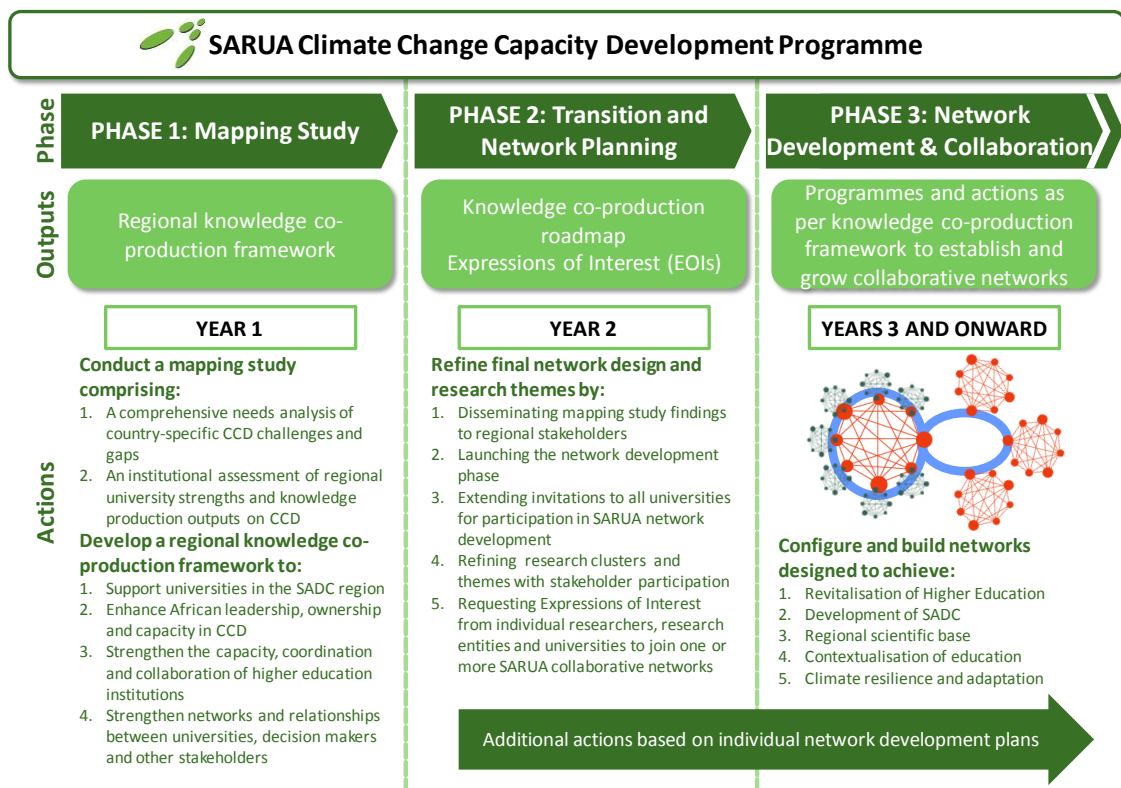 SARUA Climate Change Capacity Development Programme
Phase
PHASE 1: Mapping Study
PHASE 2: Transition and
Network Planning
PHASE 3: Network
Development & Collaboration
Outputs
Regional knowledge co-
production framework
Knowledge co-production
roadmap
Expressions of Interest (EOIs)
Programmes and actions as
per knowledge co-production
framework to establish and
grow collaborative networks
Actions
YEAR 1
Conduct a mapping study
comprising:
1. A comprehensive needs analysis of
country-specific CCD challenges and
gaps
2. An institutional assessment of regional
university strengths and knowledge
production outputs on CCD
Develop a regional knowledge co-
production framework to:
1. Support universities in the SADC region
2. Enhance African leadership, ownership
and capacity in CCD
3. Strengthen the capacity, coordination
and collaboration of higher education
institutions
4. Strengthen networks and relationships
between universities, decision makers
and other stakeholders
YEAR 2
Refine final network design and
research themes by:
1. Disseminating mapping study findings
to regional stakeholders
2. Launching the network development
phase
3. Extending invitations to all universities
for participation in SARUA network
development
4. Refining research clusters and
themes with stakeholder participation
5. Requesting Expressions of Interest
from individual researchers, research
entities and universities to join one or
more SARUA collaborative networks
YEARS 3 AND ONWARD
Configure and build networks
designed to achieve:
1. Revitalisation of Higher Education
2. Development of SADC
3. Regional scientific base
4. Contextualisation of education
5. Climate resilience and adaptation
Additional actions based on individual network development plans